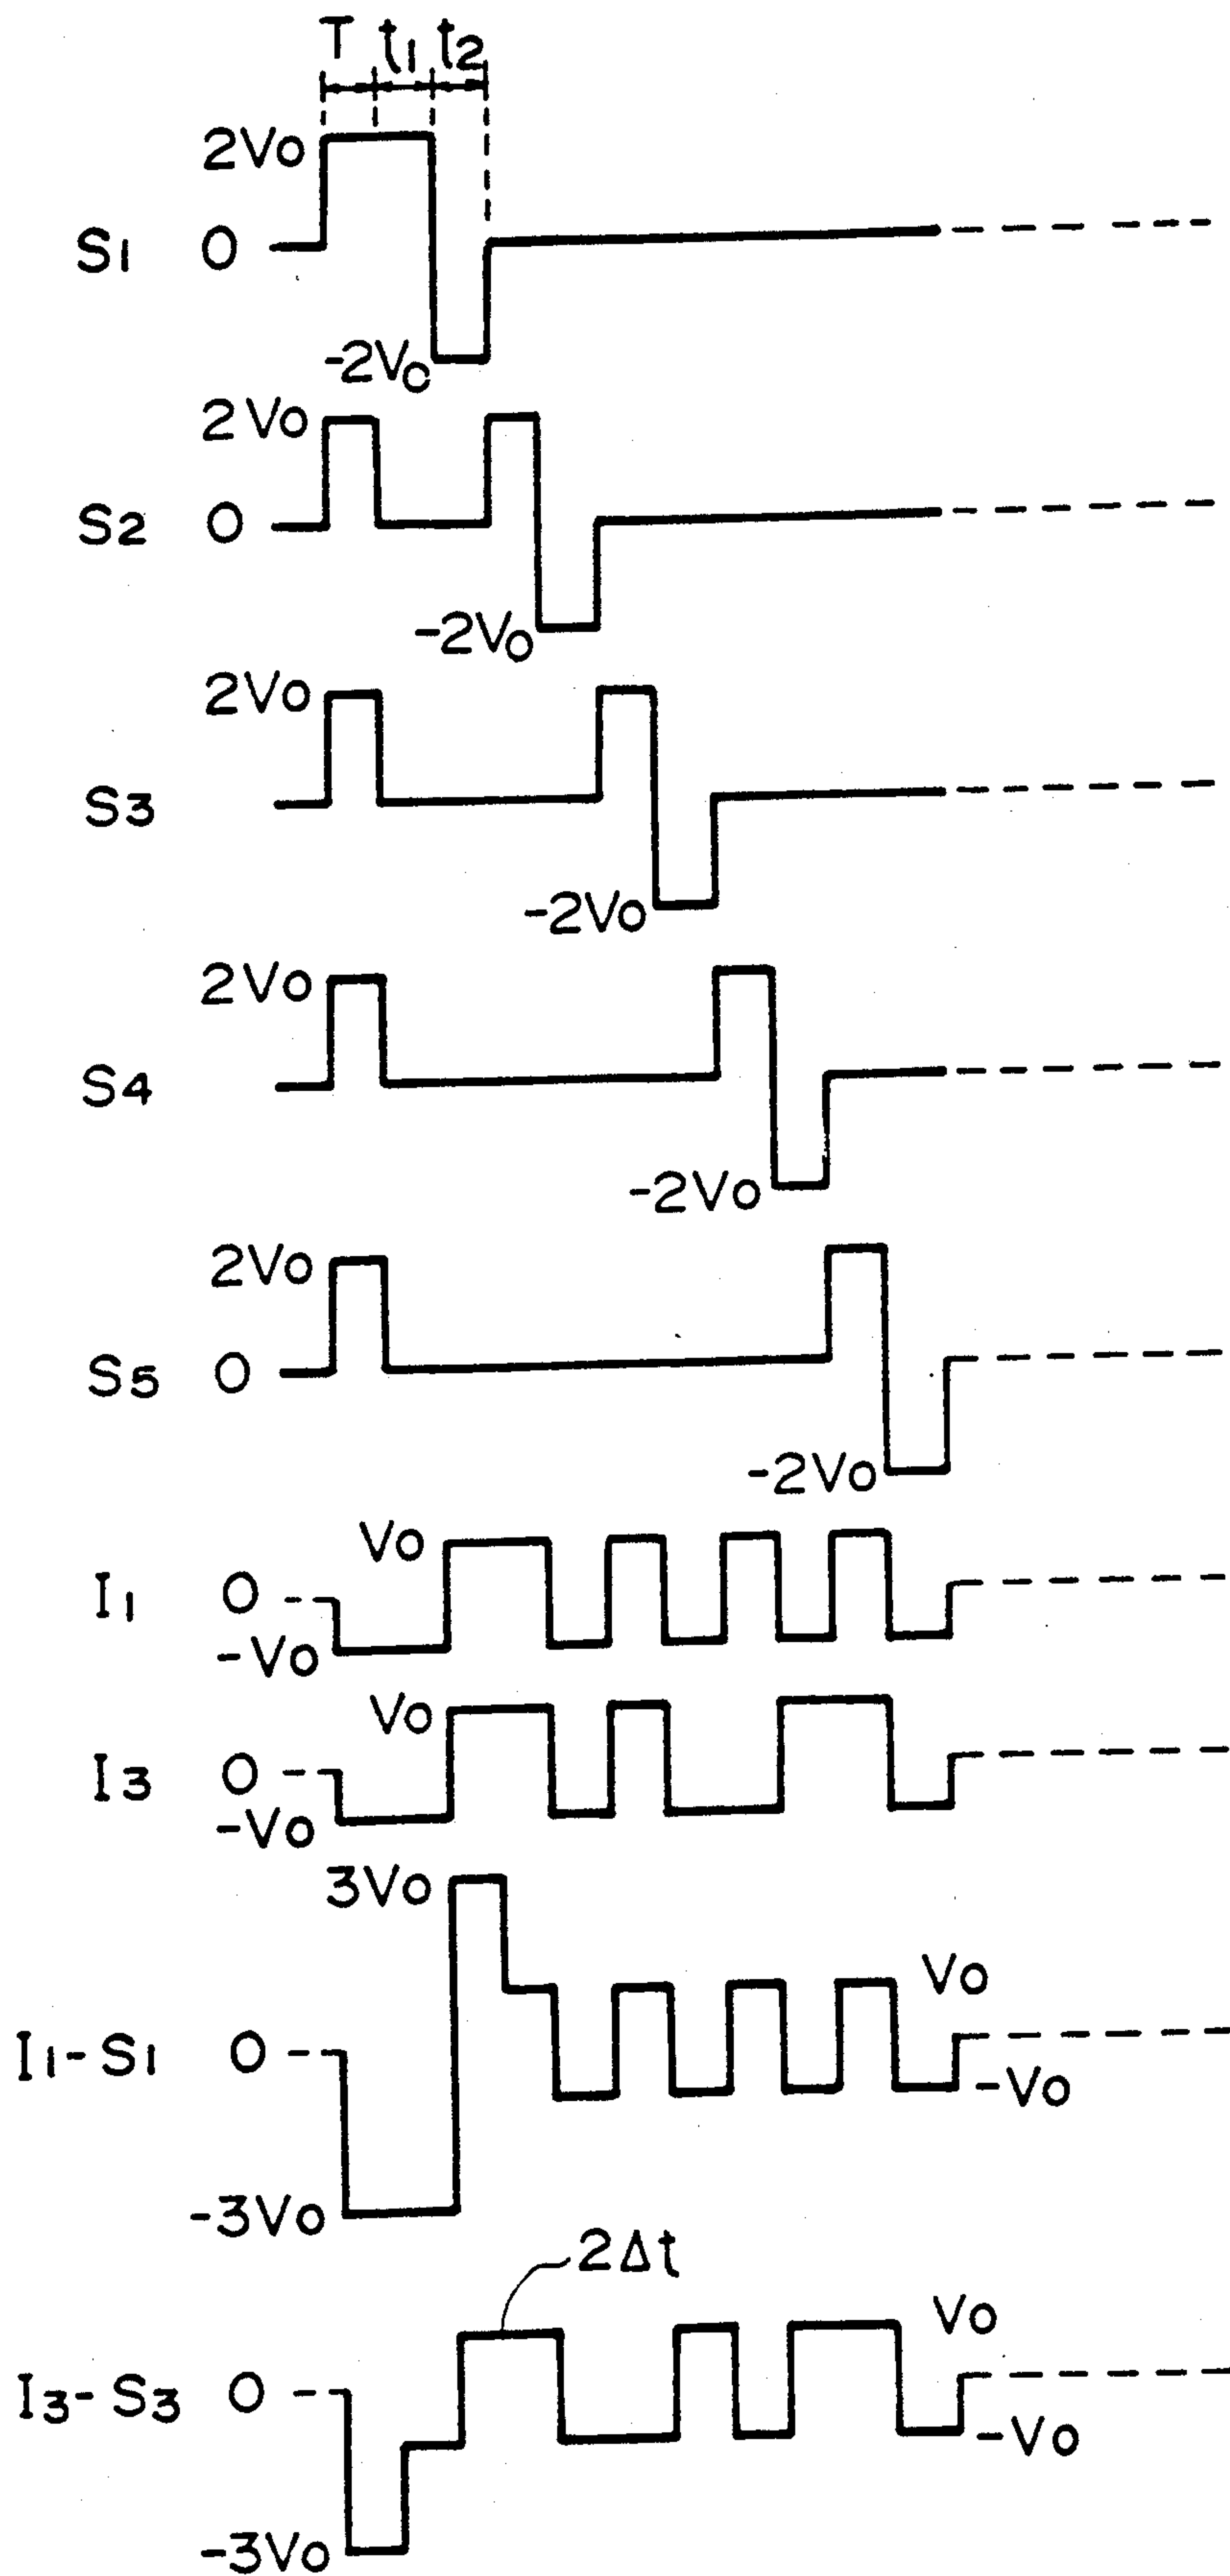 T t1 t2
2Vo
S1 0
-2Vo
2Vo
S2 0
-2Vo
2Vo
S3
-2Vo
2Vo
S4
-2Vo
2Vo
S5 0
-2Vo
Vo
I1 0
-Vo
Vo
I3 0
-Vo
3Vo
Vo
I1-S1 0
-Vo
-3Vo
2Δt
Vo
I3-S3 0
-Vo
-3Vo